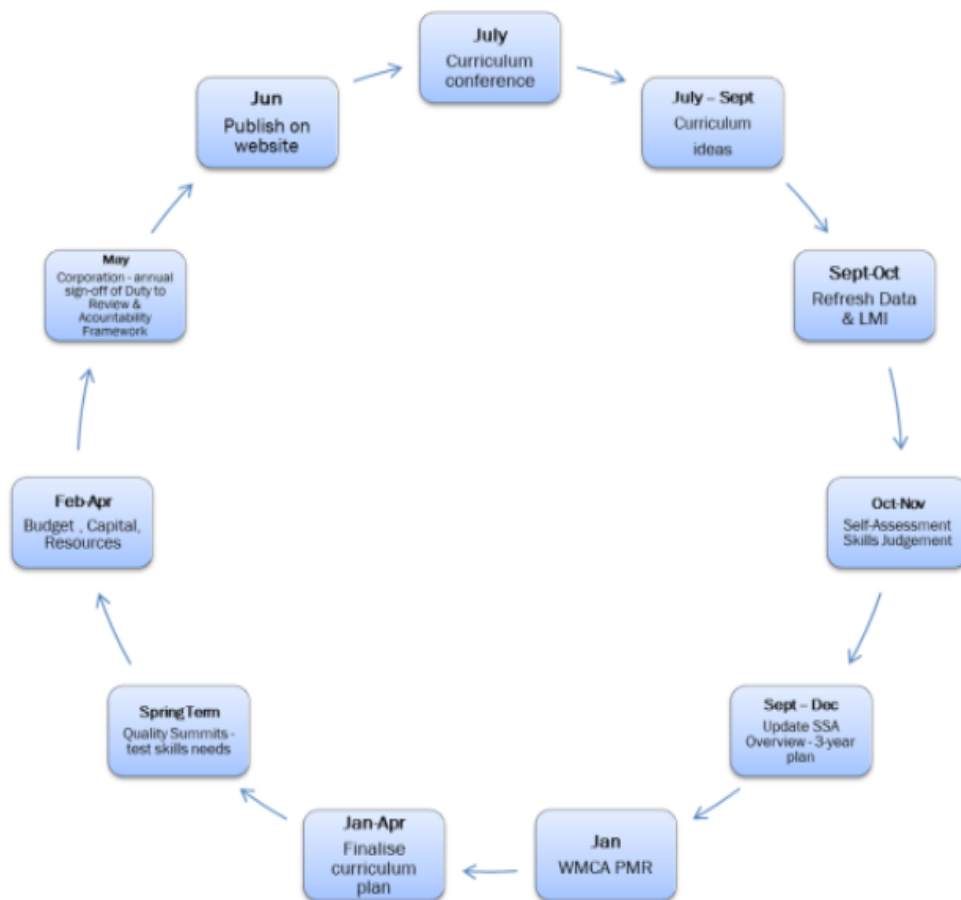 July
Curriculum
conference
July – Sept
Curriculum
ideas
Sept-Oct
Refresh Data
& LMI
Oct-Nov
Self-Assessment
Skills Judgement
Sept – Dec
Update SSA
Overview - 3-year
plan
Jan
WMCA PMR
Jan-Apr
Finalise
curriculum
plan
Spring Term
Quality Summits -
test skills needs
Feb-Apr
Budget , Capital,
Resources
May
Corporation - annual
sign-off of Duty to
Review &
Acountability
Framework
Jun
Publish on
website